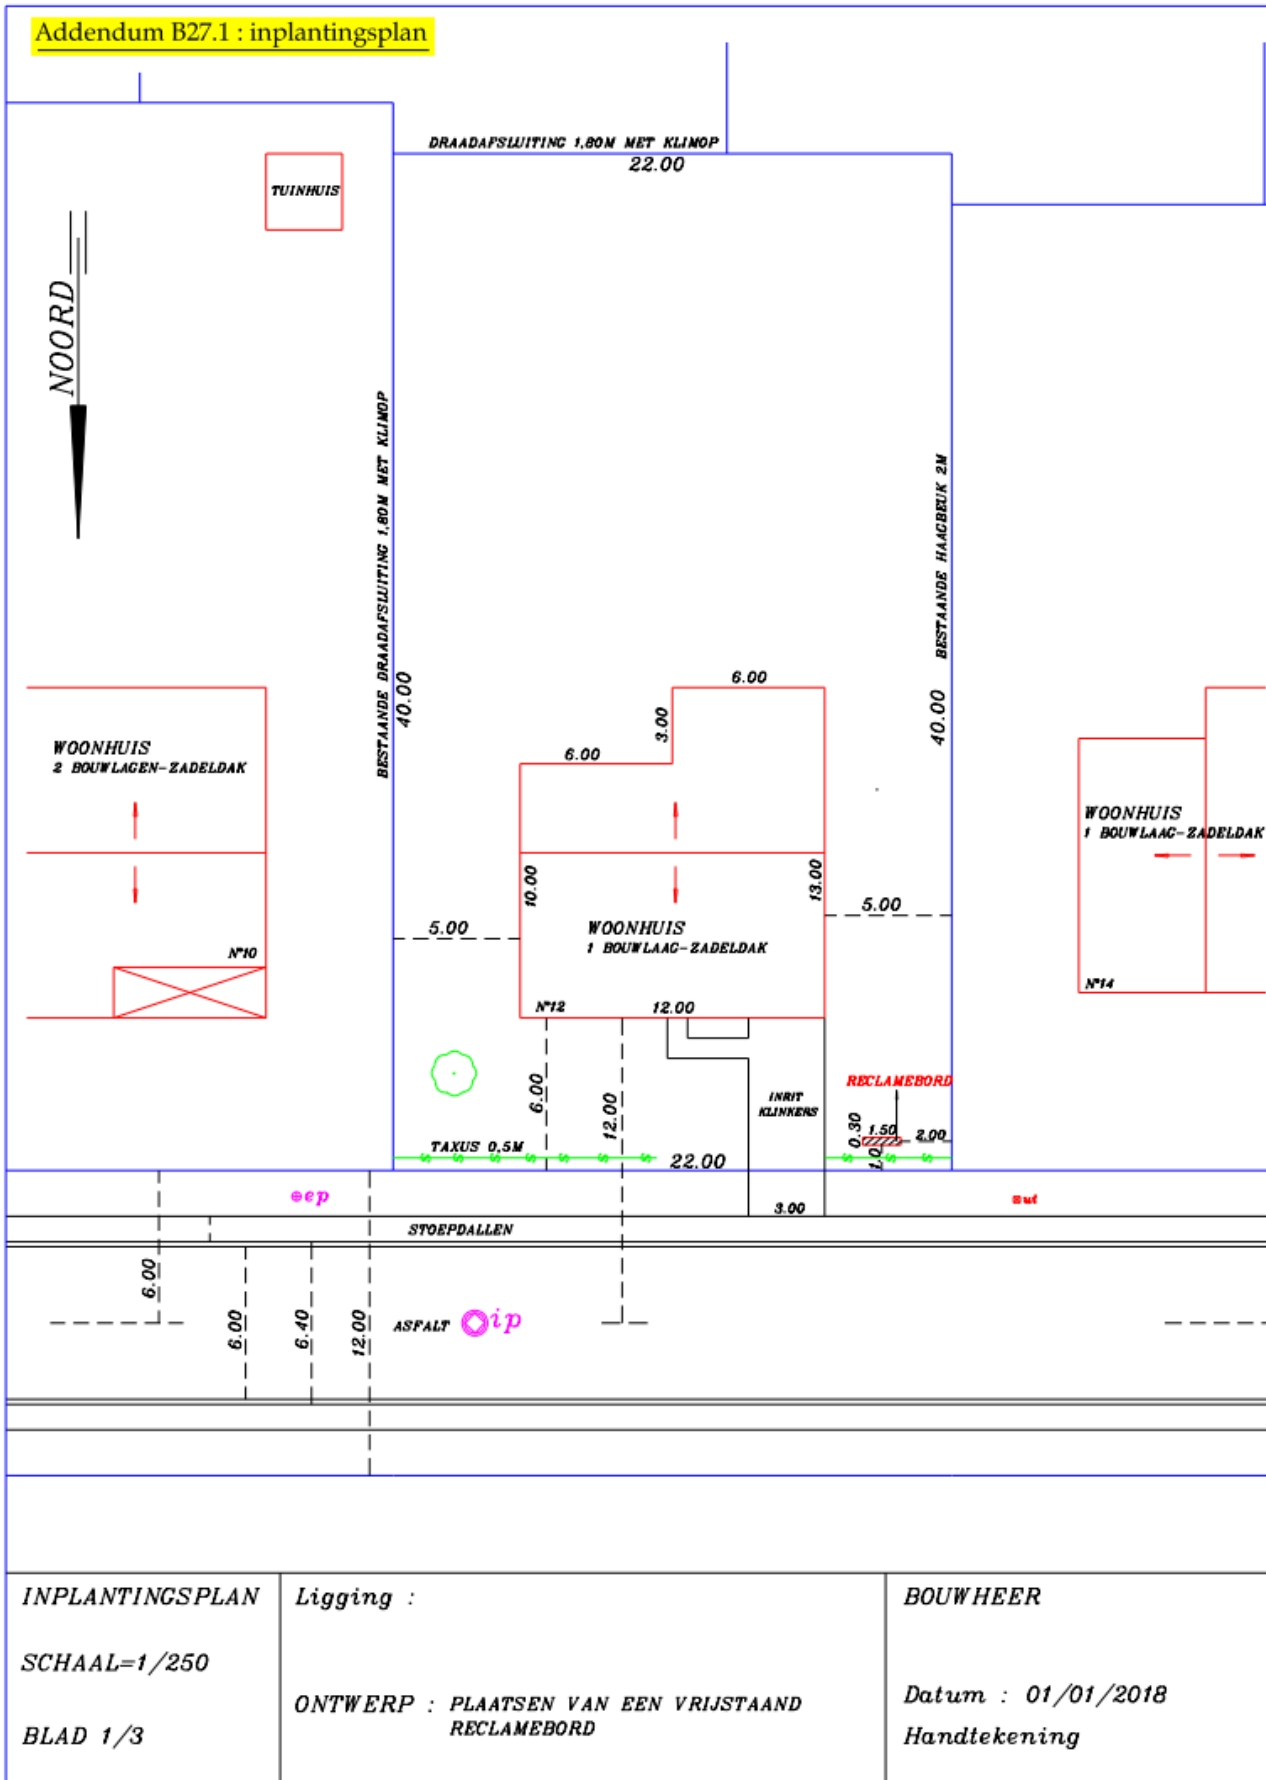 Addendum B27.1 : inplantingsplan
DRAADAFSLUITING 1,80M MET KLIMOP
22.00
TUINHUIS
NOORD
BESTAANDE DRAADAFSLUITING 1,80M MET KLIMOP
40.00
BESTAANDE HAAGBEUK 2M
40.00
6.00
3.00
6.00
WOONHUIS
2 BOUWLAGEN-ZADELDAK
N°10
10.00
13.00
WOONHUIS
1 BOUWLAAG-ZADELDAK
N°12
12.00
5.00
5.00
WOONHUIS
1 BOUWLAAG-ZADELDAK
N°14
6.00
12.00
INRIT
KLINKERS
RECLAMEBORD
0.30
1.50
2.00
1.0
TAXUS 0,5M
22.00
ep
3.00
ut
STOEPDALLEN
6.00
6.00
6.40
12.00
ASFALT
ip
INPLANTINGSPLAN
SCHAAL=1/250
BLAD 1/3
Ligging :
ONTWERP : PLAATSEN VAN EEN VRIJSTAAND
RECLAMEBORD
BOUWHEER
Datum : 01/01/2018
Handtekening